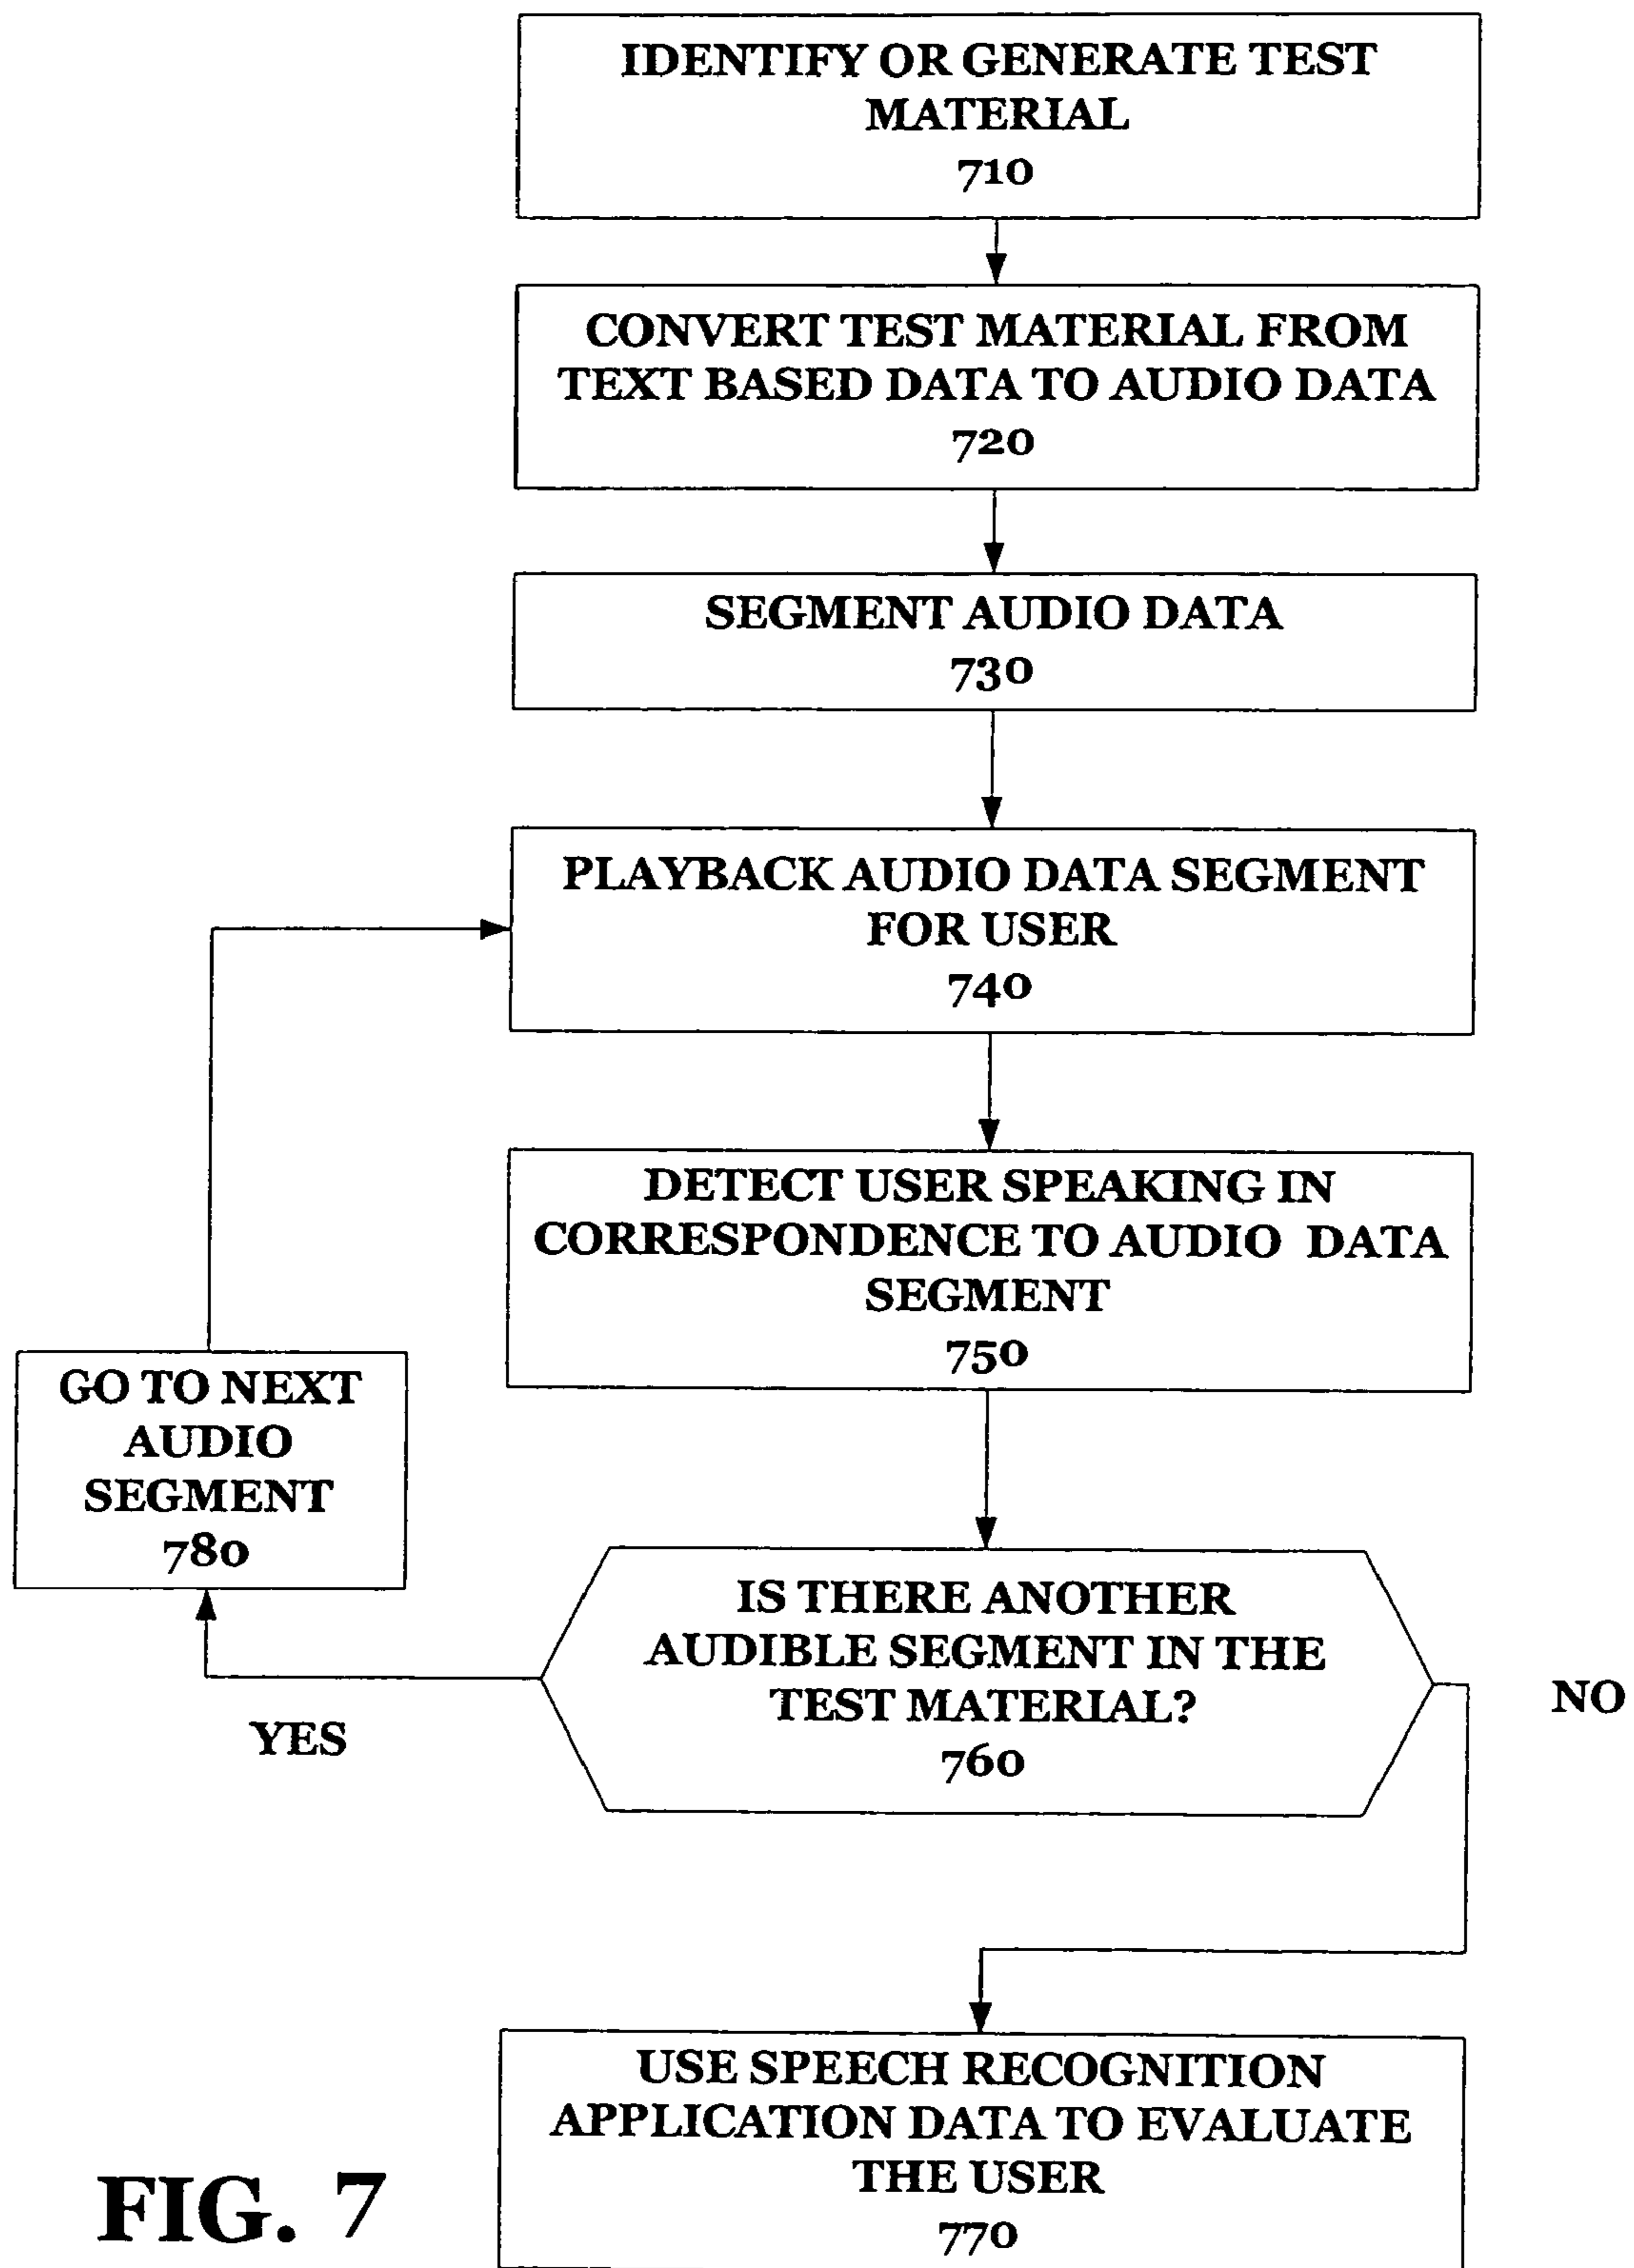 IDENTIFY OR GENERATE TEST
MATERIAL
710
CONVERT TEST MATERIAL FROM
TEXT BASED DATA TO AUDIO DATA
720
SEGMENT AUDIO DATA
730
PLAYBACK AUDIO DATA SEGMENT
FOR USER
740
DETECT USER SPEAKING IN
CORRESPONDENCE TO AUDIO DATA
SEGMENT
750
GO TO NEXT
AUDIO
SEGMENT
780
IS THERE ANOTHER
AUDIBLE SEGMENT IN THE
TEST MATERIAL?
760
YES
NO
USE SPEECH RECOGNITION
APPLICATION DATA TO EVALUATE
THE USER
770
FIG. 7